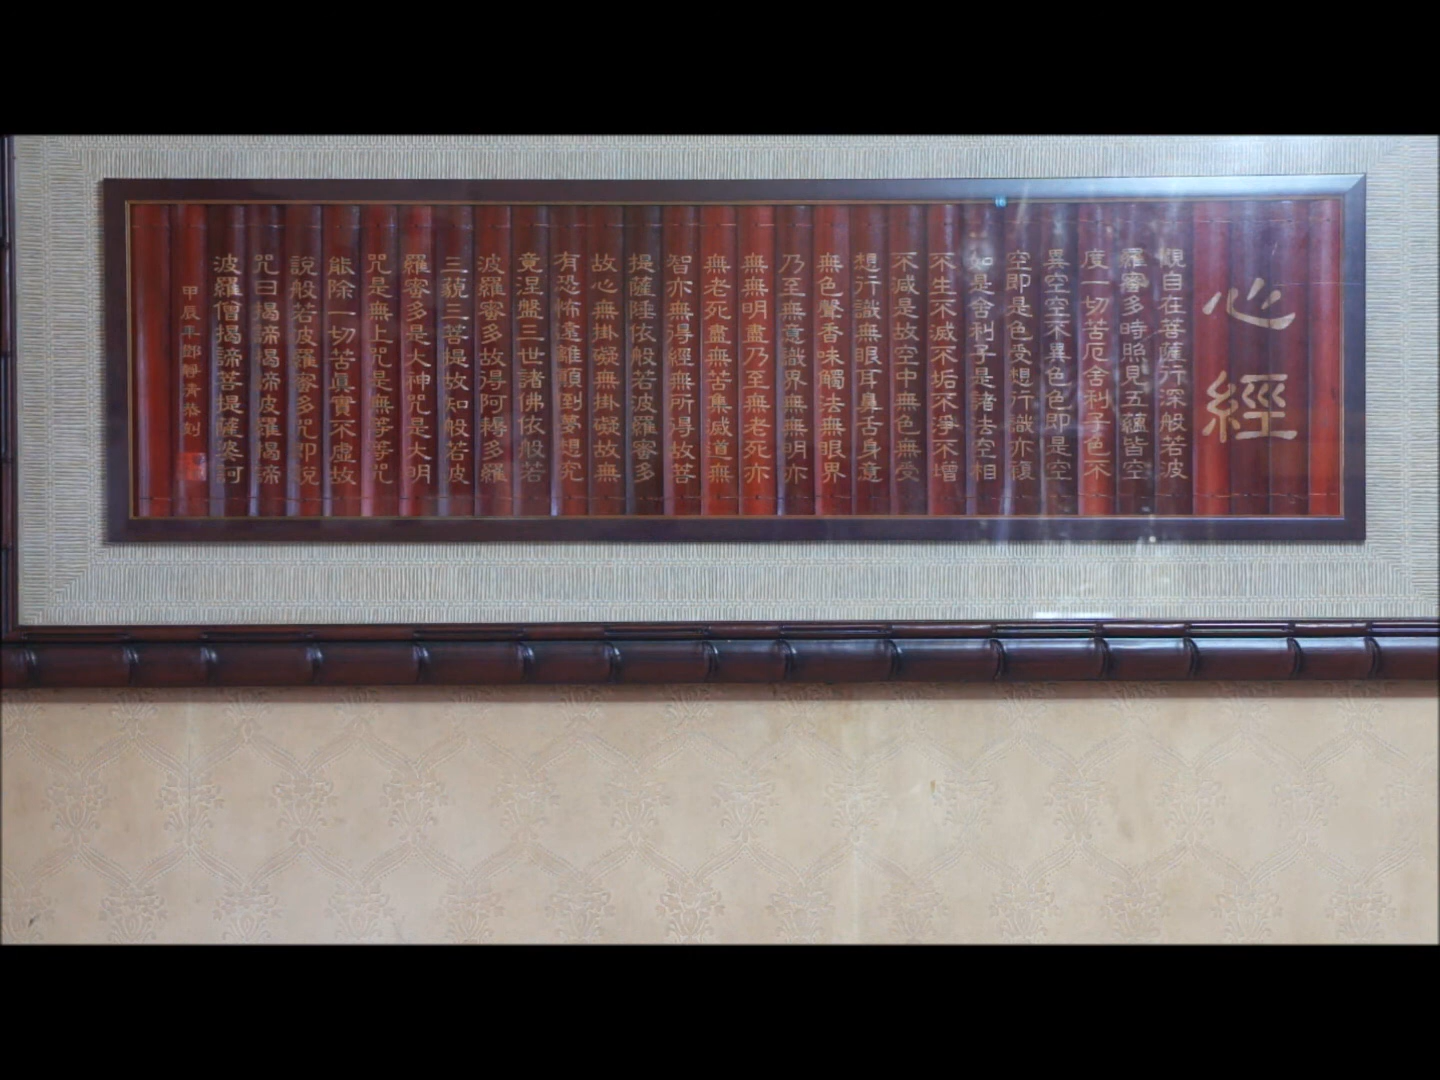 心經
觀自在菩薩行深般若波
羅蜜多時照見五蘊皆空
度一切苦厄舍利子色不
異空空不異色色即是空
空即是色受想行識亦復
如是舍利子是諸法空相
不生不滅不垢不淨不增
不減是故空中無色無受
想行識無眼耳鼻舌身意
無色聲香味觸法無眼界
乃至無意識界無無明亦
無無明盡乃至無老死亦
無老死盡無苦集滅道無
智亦無得經無所得故菩
提薩埵依般若波羅蜜多
故心無掛礙無掛礙故無
有恐怖遠離顛倒夢想究
竟涅盤三世諸佛依般若
波羅蜜多故得阿耨多羅
三藐三菩提故知般若波
羅蜜多是大神咒是大明
咒是無上咒是無等等咒
能除一切苦眞實不虛故
說般若波羅蜜多咒即說
咒曰揭諦揭諦波羅揭諦
波羅僧揭諦菩提薩婆訶
甲辰年鄧靜青恭刻